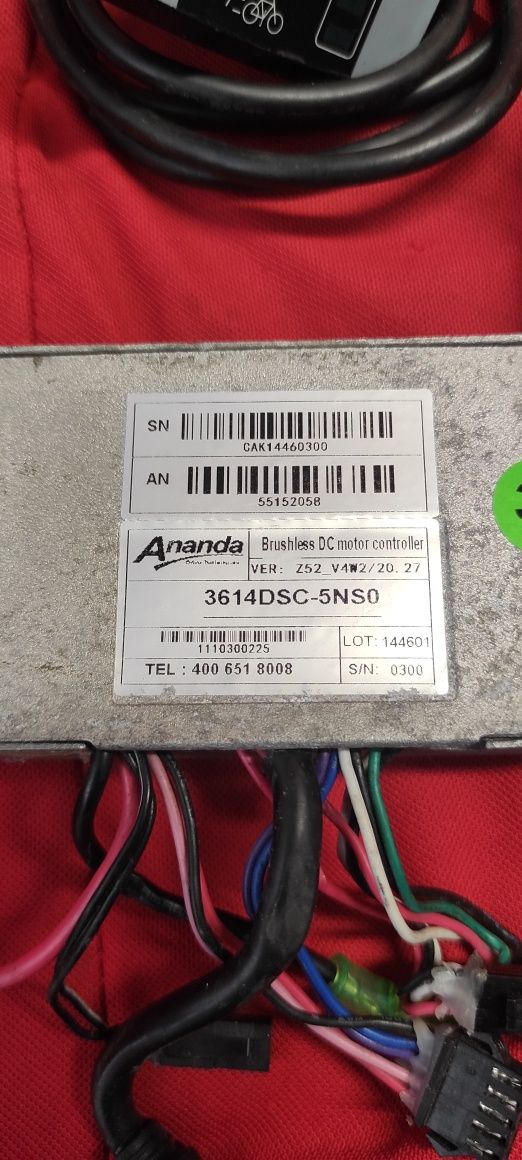 SN
CAK14460300
AN
55152058
Ananda
Brushless DC motor controller
VER: Z52_V4W2/20.27
3614DSC-5NS0
1110300225
LOT: 144601
TEL : 400 651 8008
S/N: 0300